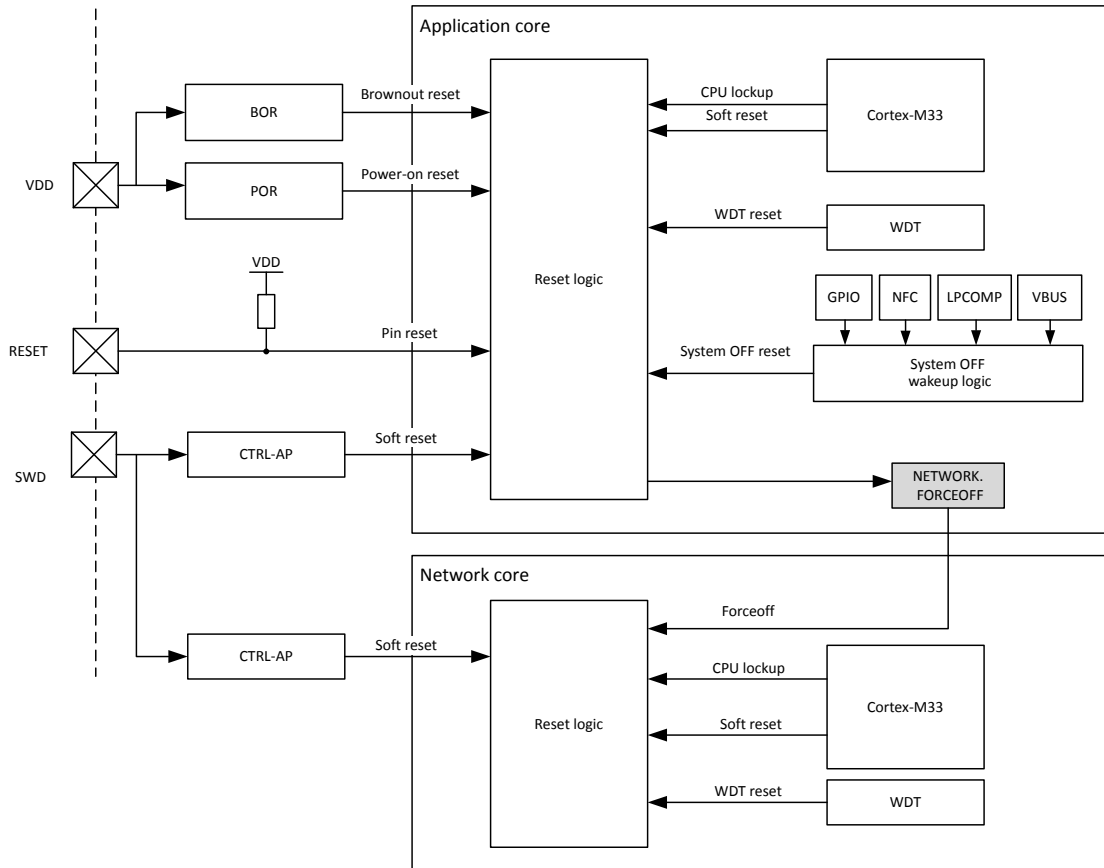 Application core
BOR
Brownout reset
VDD
POR
Power-on reset
VDD
RESET
Pin reset
SWD
CTRL-AP
Soft reset
Reset logic
CPU lockup
Soft reset
Cortex-M33
WDT reset
WDT
GPIO
NFC
LPCOMP
VBUS
System OFF reset
System OFF
wakeup logic
NETWORK.
FORCEOFF
Network core
CTRL-AP
Soft reset
Reset logic
Forceoff
CPU lockup
Soft reset
Cortex-M33
WDT reset
WDT